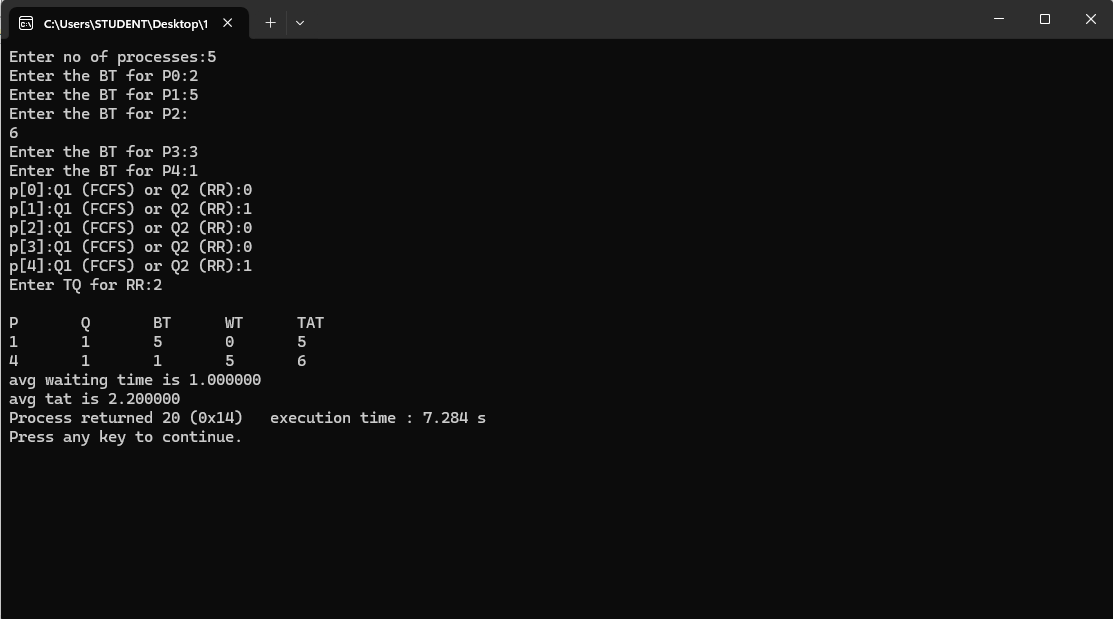 C:\Users\STUDENT\Desktop\1
Enter no of processes:5
Enter the BT for P0:2
Enter the BT for P1:5
Enter the BT for P2:
6
Enter the BT for P3:3
Enter the BT for P4:1
p[0]:Q1 (FCFS) or Q2 (RR):0
p[1]:Q1 (FCFS) or Q2 (RR):1
p[2]:Q1 (FCFS) or Q2 (RR):0
p[3]:Q1 (FCFS) or Q2 (RR):0
p[4]:Q1 (FCFS) or Q2 (RR):1
Enter TQ for RR:2
P       Q       BT      WT      TAT
1       1       5       0       5
4       1       1       5       6
avg waiting time is 1.000000
avg tat is 2.200000
Process returned 20 (0x14)   execution time : 7.284 s
Press any key to continue.